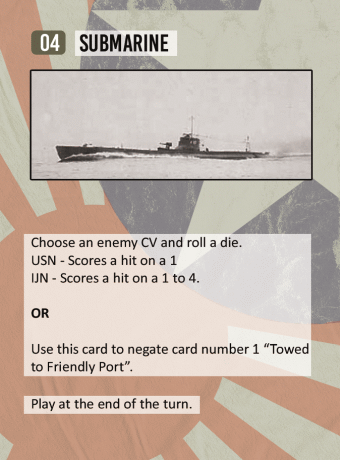 04 SUBMARINE
Choose an enemy CV and roll a die.
USN - Scores a hit on a 1
IJN - Scores a hit on a 1 to 4.
OR
Use this card to negate card number 1 “Towed
to Friendly Port”.
Play at the end of the turn.